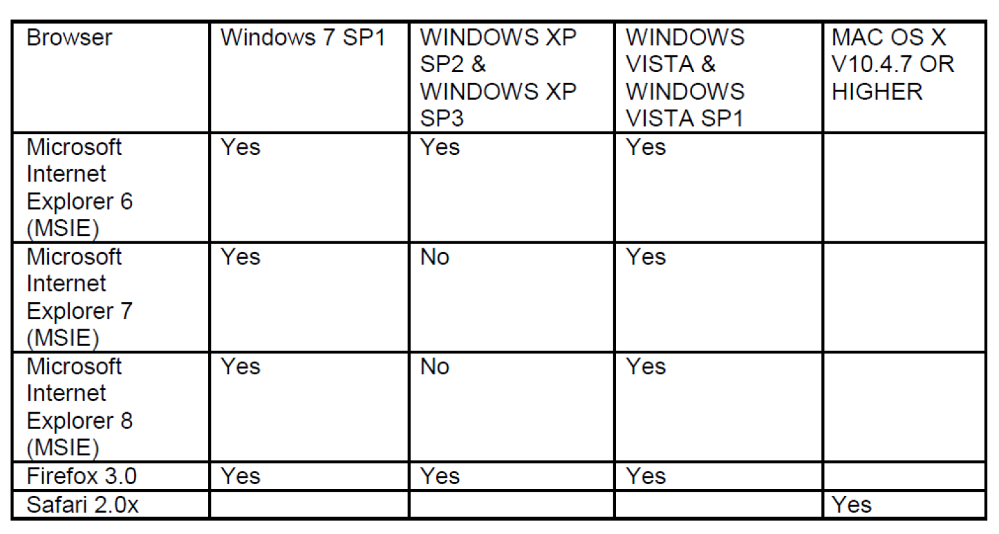 Browser
Windows 7 SP1
WINDOWS XP
SP2 &
WINDOWS XP
SP3
WINDOWS
VISTA &
WINDOWS
VISTA SP1
MAC OS X
V10.4.7 OR
HIGHER
Microsoft
Internet
Explorer 6
(MSIE)
Yes
Yes
Yes
Microsoft
Internet
Explorer 7
(MSIE)
Yes
No
Yes
Microsoft
Internet
Explorer 8
(MSIE)
Yes
No
Yes
Firefox 3.0
Yes
Yes
Yes
Safari 2.0x
Yes